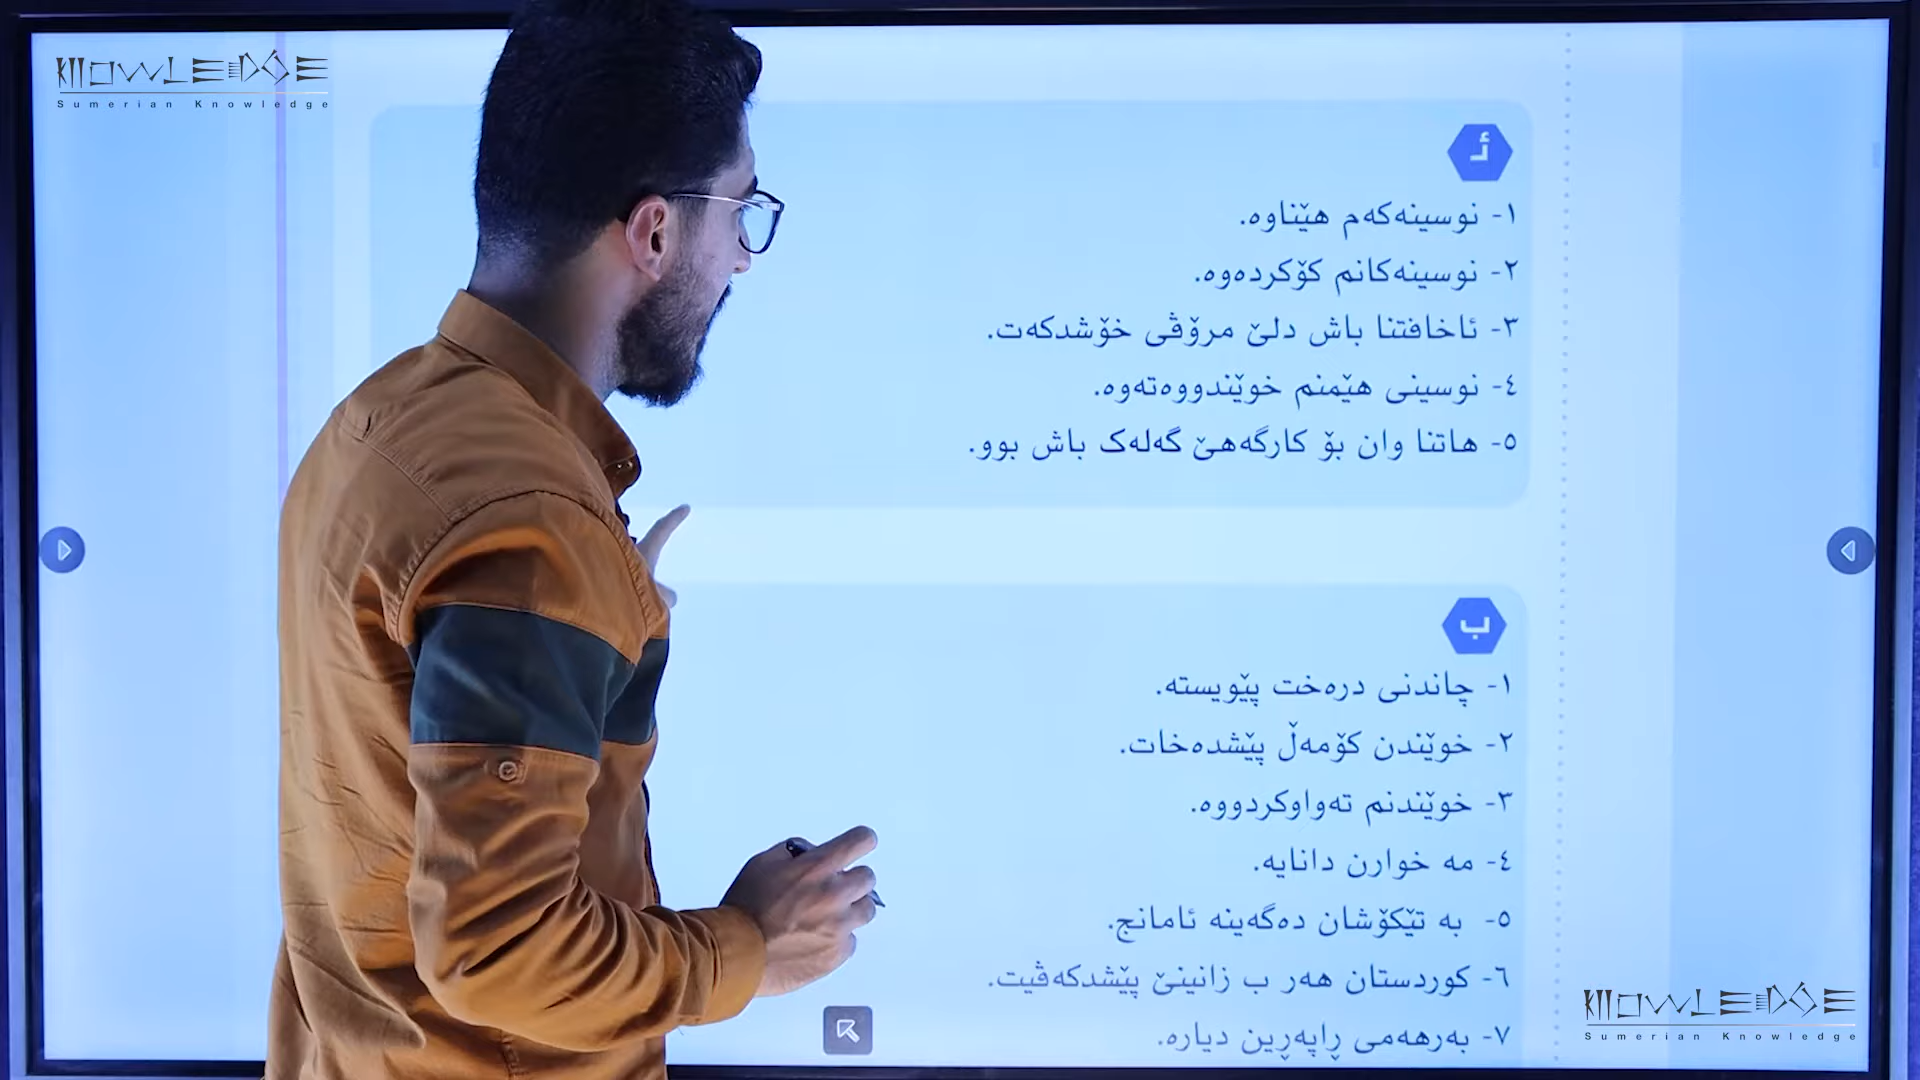 KNOWLEDGE
Sumerian Knowledge
ئـ
١- نوسینەکەم هێناوە.
٢- نوسینەکانم کۆکردەوە.
٣- ئاخافتنا باش دلێ مرۆڤی خۆشدکەت.
٤- نوسینی هێمنم خوێندووەتەوە.
٥- هاتنا وان بۆ کارگەهێ گەلەک باش بوو.
ب
١- چاندنی درەخت پێویستە.
٢- خوێندن کۆمەڵ پێشدەخات.
٣- خوێندنم تەواوکردووە.
٤- مە خوارن دانایە.
٥- بە تێکۆشان دەگەینە ئامانج.
٦- کوردستان هەر ب زانینێ پێشدکەڤیت.
٧- بەرهەمی ڕاپەڕین دیارە.
KNOWLEDGE
Sumerian Knowledge